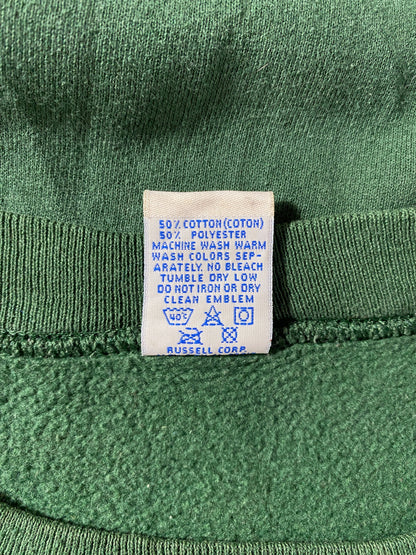 50% COTTON(COTON)
50% POLYESTER
MACHINE WASH WARM
WASH COLORS SEP-
ARATELY. NO BLEACH
TUMBLE DRY LOW
DO NOT IRON OR DRY
CLEAN EMBLEM
40°C
RUSSELL CORP.